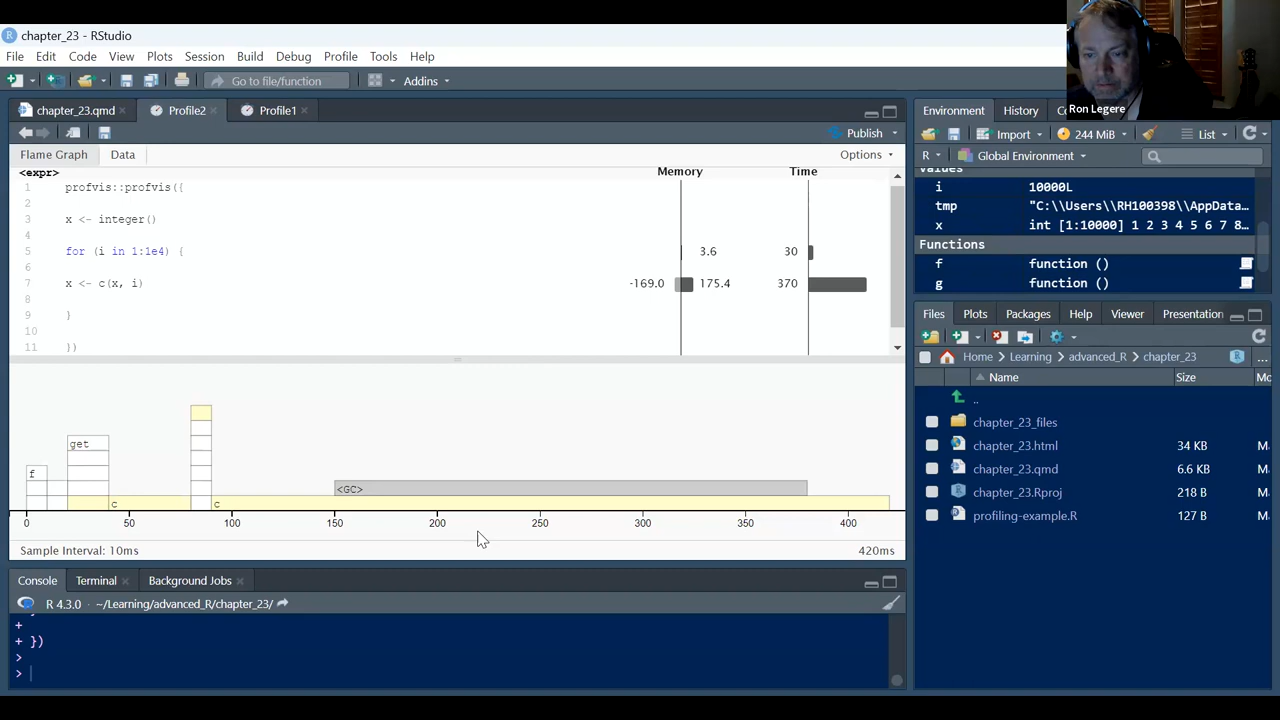 chapter_23 - RStudio
File Edit Code View Plots Session Build Debug Profile Tools Help
Go to file/function Addins
Ron Legere
chapter_23.qmd Profile2 Profile1
Publish
Flame Graph Data Options
<expr> Memory Time
1 profvis::profvis({
2
3 x <- integer()
4
5 for (i in 1:1e4) { 3.6 30
6
7 x <- c(x, i) -169.0 175.4 370
8
9 }
10
11 })
get
f
<GC>
c c
0 50 100 150 200 250 300 350 400
Sample Interval: 10ms 420ms
Console Terminal Background Jobs
R 4.3.0 · ~/Learning/advanced_R/chapter_23/
+
+ })
>
>
Environment History Co
Import 244 MiB List
R Global Environment
Values
i 10000L
tmp "C:\\Users\\RH100398\\AppData…
x int [1:10000] 1 2 3 4 5 6 7 8…
Functions
f function ()
g function ()
Files Plots Packages Help Viewer Presentation
Home Learning advanced_R chapter_23 ...
Name Size Mo
..
chapter_23_files
chapter_23.html 34 KB M
chapter_23.qmd 6.6 KB M
chapter_23.Rproj 218 B M
profiling-example.R 127 B M